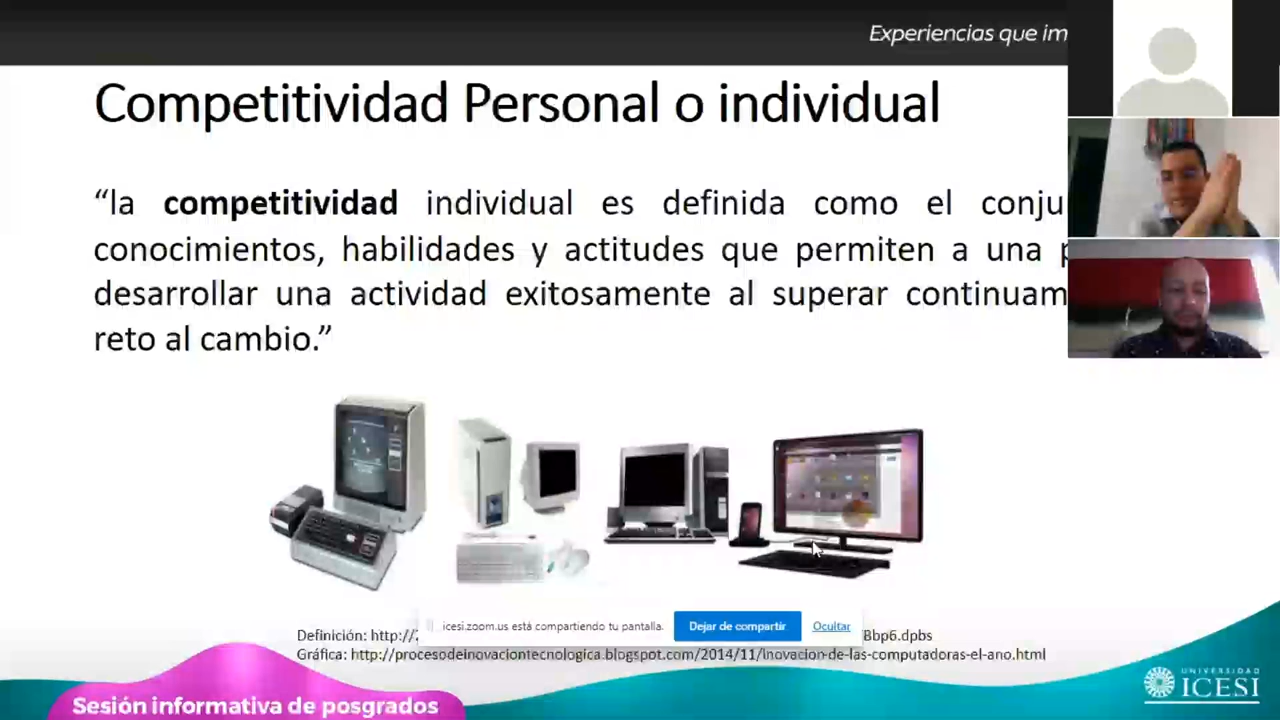 Experiencias que im
Competitividad Personal o individual
“la competitividad individual es definida como el conju
conocimientos, habilidades y actitudes que permiten a una p
desarrollar una actividad exitosamente al superar continuam
reto al cambio.”
icesi.zoom.us está compartiendo tu pantalla. Dejar de compartir Ocultar
Definición: http:// 8bp6.dpbs
Gráfica: http://procesodeinovaciontecnologica.blogspot.com/2014/11/inovacion-de-las-computadoras-el-ano.html
Sesión informativa de posgrados
UNIVERSIDAD
ICESI